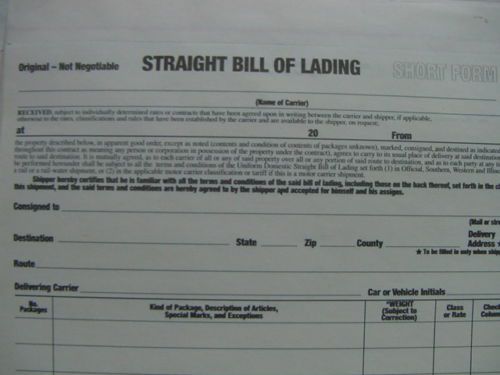 Original – Not Negotiable STRAIGHT BILL OF LADING SHORT FORM
(Name of Carrier)
RECEIVED, subject to individually determined rates or contracts that have been agreed upon in writing between the carrier and shipper, if applicable,
otherwise to the rates, classifications and rules that have been established by the carrier and are available to the shipper, on request;
at 20 From
the property described below, in apparent good order, except as noted (contents and condition of contents of packages unknown), marked, consigned, and destined as indicated
throughout this contract as meaning any person or corporation in possession of the property under the contract), agrees to carry to its usual place of delivery at said destination
route to said destination. It is mutually agreed, as to each carrier of all or any of said property over all or any portion of said route to destination, and as to each party at any
be performed hereunder shall be subject to all the terms and conditions of the Uniform Domestic Straight Bill of Lading set forth (1) in Official, Southern, Western and
a rail or a rail-water shipment, or (2) in the applicable motor carrier classification or tariff if this is a motor carrier shipment.
Shipper hereby certifies that he is familiar with all the terms and conditions of the said bill of lading, including those on the back thereof, set forth in the
this shipment, and the said terms and conditions are hereby agreed to by the shipper and accepted for himself and his assigns.
Consigned to
(Mail or
Destination State Zip County Delivery
Address ★
★ To be filled in only when
Route
Delivering Carrier Car or Vehicle Initials
No.
Packages
Kind of Package, Description of Articles,
Special Marks, and Exceptions
*WEIGHT
(Subject to
Correction)
Class
or Rate
Check